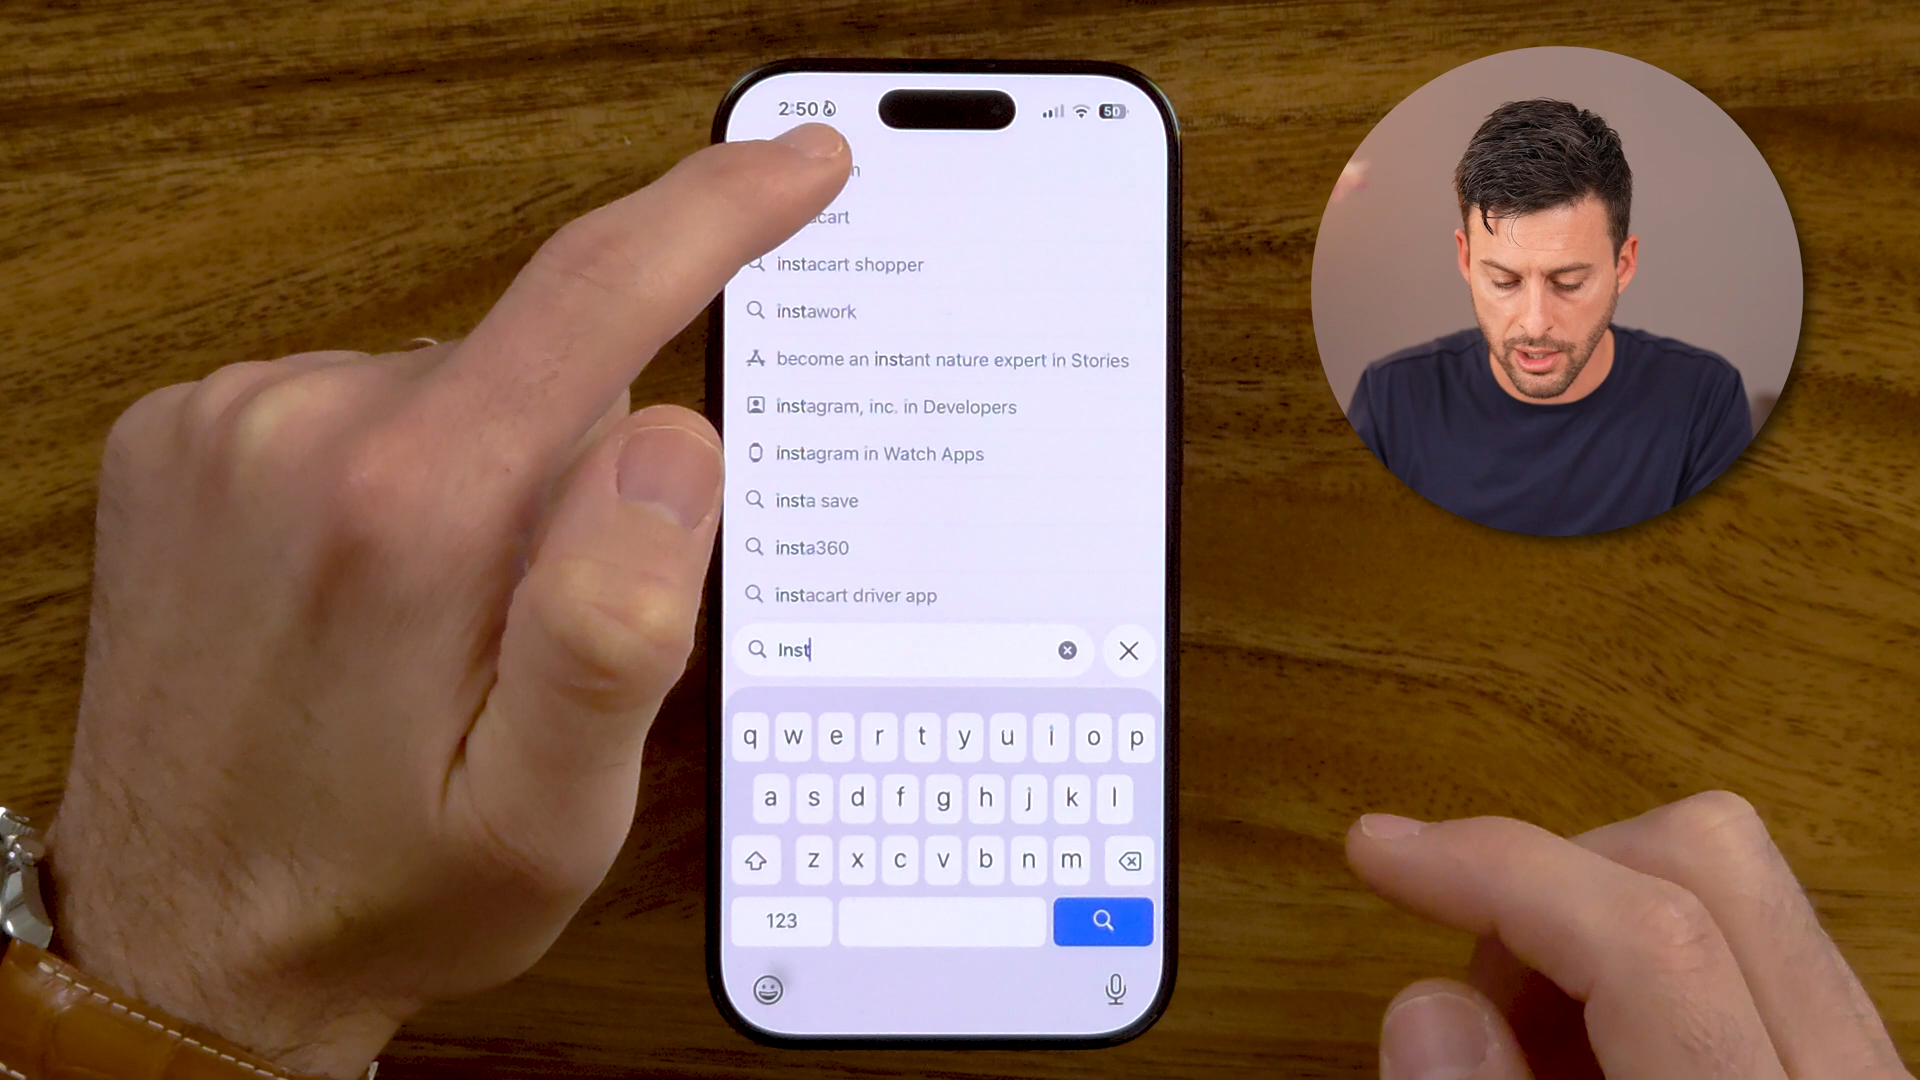 2:50
50
cart
instacart shopper
instawork
become an instant nature expert in Stories
instagram, inc. in Developers
instagram in Watch Apps
insta save
insta360
instacart driver app
Inst
q w e r t y u i o p
a s d f g h j k l
z x c v b n m
123